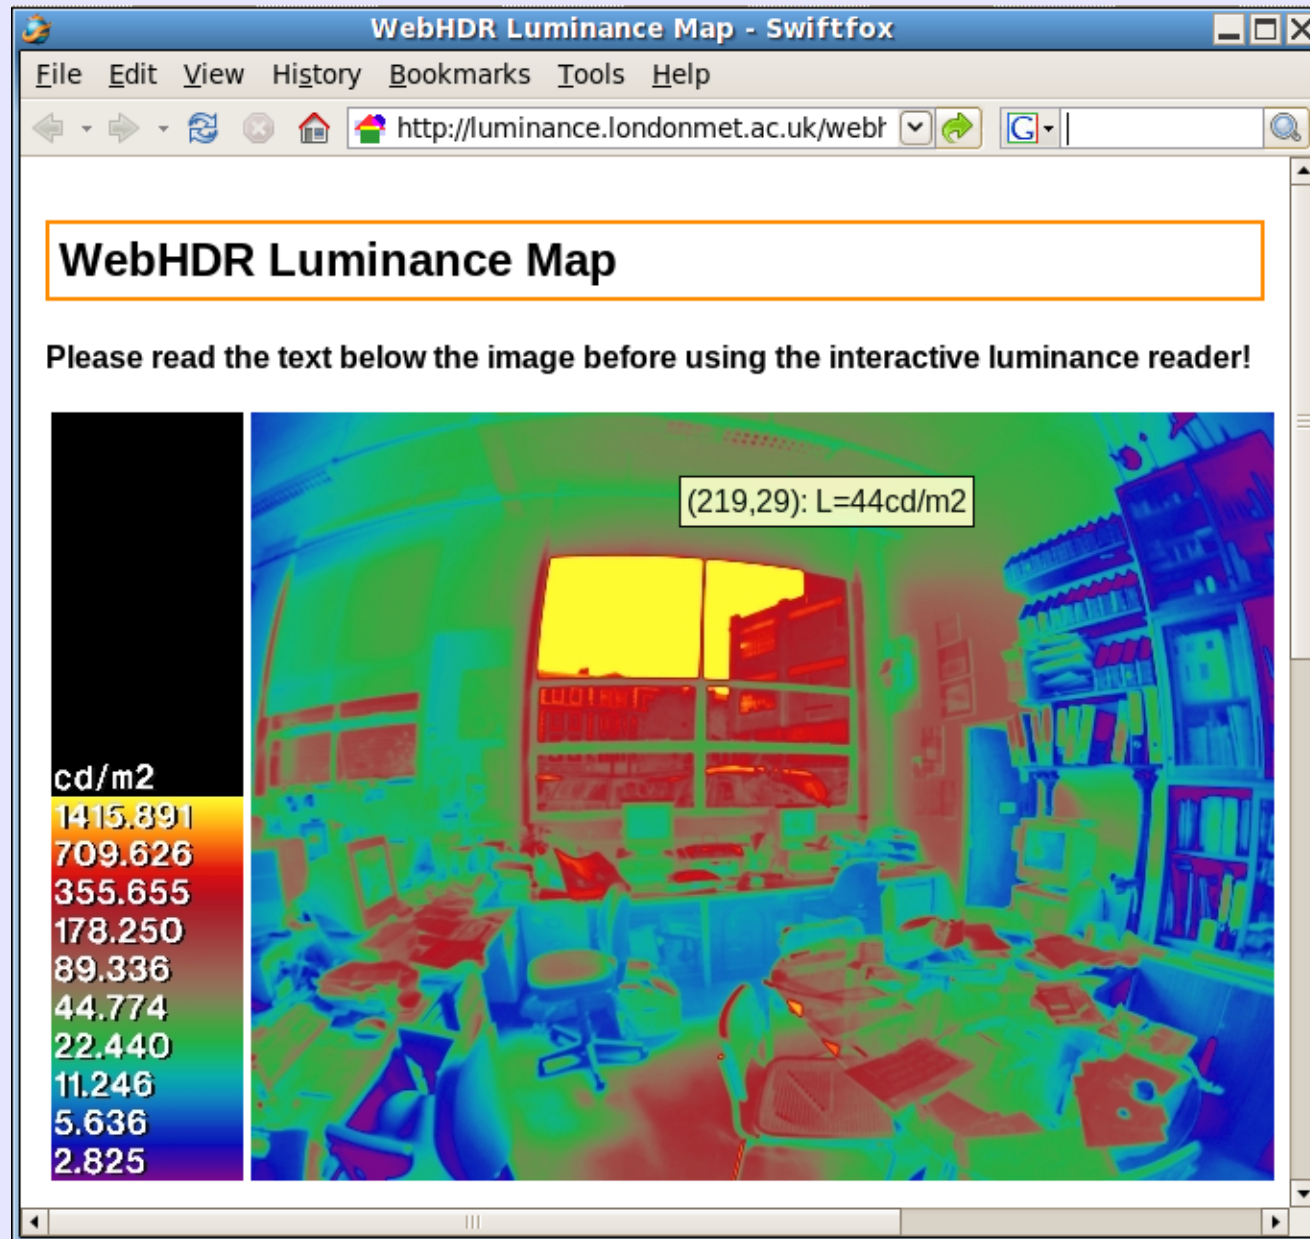 WebHDR Luminance Map - Swiftfox
File Edit View History Bookmarks Tools Help
http://luminance.londonmet.ac.uk/webh
G
WebHDR Luminance Map
Please read the text below the image before using the interactive luminance reader!
(219,29): L=44cd/m2
cd/m2
1415.891
709.626
355.655
178.250
89.336
44.774
22.440
11.246
5.636
2.825